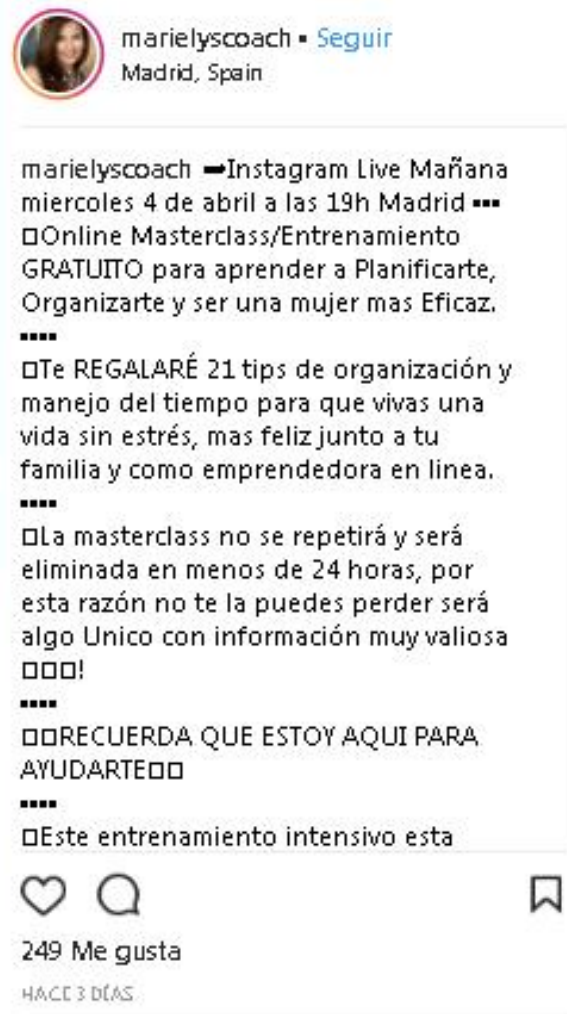 marielyscoach • Seguir
Madrid, Spain
marielyscoach ➡Instagram Live Mañana
miercoles 4 de abril a las 19h Madrid ▪▪▪
□Online Masterclass/Entrenamiento
GRATUITO para aprender a Planificarte,
Organizarte y ser una mujer mas Eficaz.
▪▪▪▪
□Te REGALARÉ 21 tips de organización y
manejo del tiempo para que vivas una
vida sin estrés, mas feliz junto a tu
familia y como emprendedora en linea.
▪▪▪▪
□La masterclass no se repetirá y será
eliminada en menos de 24 horas, por
esta razón no te la puedes perder será
algo Unico con información muy valiosa
□□□!
▪▪▪▪
□□RECUERDA QUE ESTOY AQUI PARA
AYUDARTE□□
▪▪▪▪
□Este entrenamiento intensivo esta
249 Me gusta
HACE 3 DÍAS